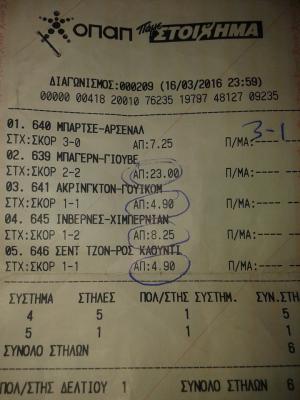 ΟΠΑΠ Πάμε ΣΤΟΙΧΗΜΑ
ΔΙΑΓΩΝΙΣΜΟΣ:000209 (16/03/2016 23:59)
00000 00418 20010 76235 19797 48127 09235
01. 640 ΜΠΑΡΤΣΕ-ΑΡΣΕΝΑΛ
ΣΤΧ:ΣΚΟΡ 3-0 ΑΠ:7.25 Π/ΜΑ:----- 3-1
02. 639 ΜΠΑΓΕΡΝ-ΓΙΟΥΒΕ
ΣΤΧ:ΣΚΟΡ 2-2 ΑΠ:23.00 Π/ΜΑ:-----
03. 641 ΑΚΡΙΝΓΚΤΟΝ-ΓΟΥΙΚΟΜ
ΣΤΧ:ΣΚΟΡ 1-1 ΑΠ:4.90 Π/ΜΑ:-----
04. 645 ΙΝΒΕΡΝΕΣ-ΧΙΜΠΕΡΝΙΑΝ
ΣΤΧ:ΣΚΟΡ 1-2 ΑΠ:8.25 Π/ΜΑ:-----
05. 646 ΣΕΝΤ ΤΖΟΝ-ΡΟΣ ΚΑΟΥΝΤΙ
ΣΤΧ:ΣΚΟΡ 1-1 ΑΠ:4.90 Π/ΜΑ:-----
ΣΥΣΤΗΜΑ ΣΤΗΛΕΣ ΠΟΛ/ΣΤΗΣ ΣΥΣΤΗΜ. ΣΥΝ.ΣΤΗ
4 5 1 5
5 1 1 1
ΣΥΝΟΛΟ ΣΤΗΛΩΝ 6
ΠΟΛ/ΣΤΗΣ ΔΕΛΤΙΟΥ 1 ΣΥΝΟΛΟ ΣΤΗΛΩΝ 6